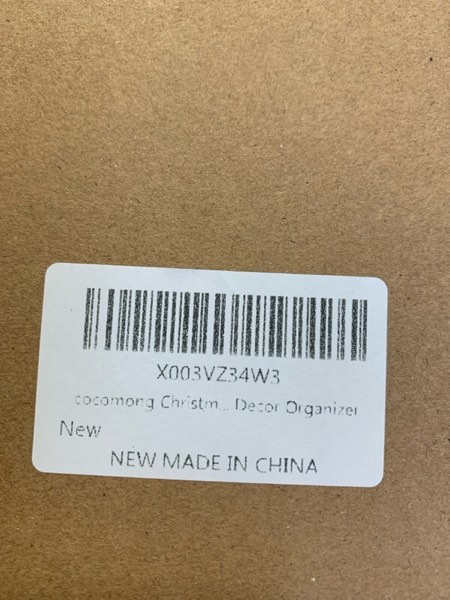 X003VZ34W3
cocomong Christm... Decor Organizer
New
NEW MADE IN CHINA